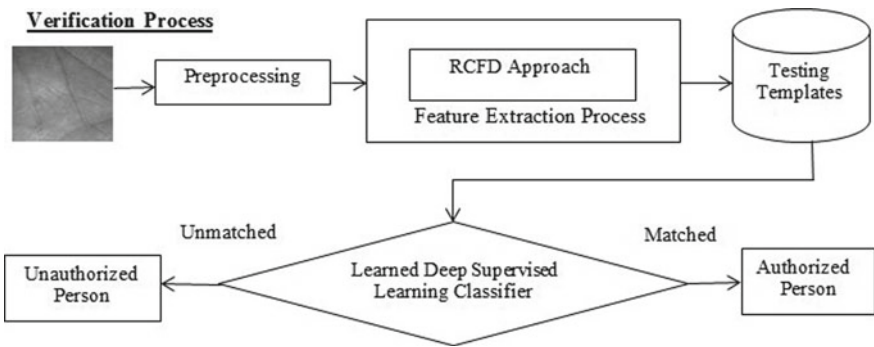 Verification Process
Preprocessing
RCFD Approach
Feature Extraction Process
Testing
Templates
Unmatched
Matched
Unauthorized
Person
Learned Deep Supervised
Learning Classifier
Authorized
Person